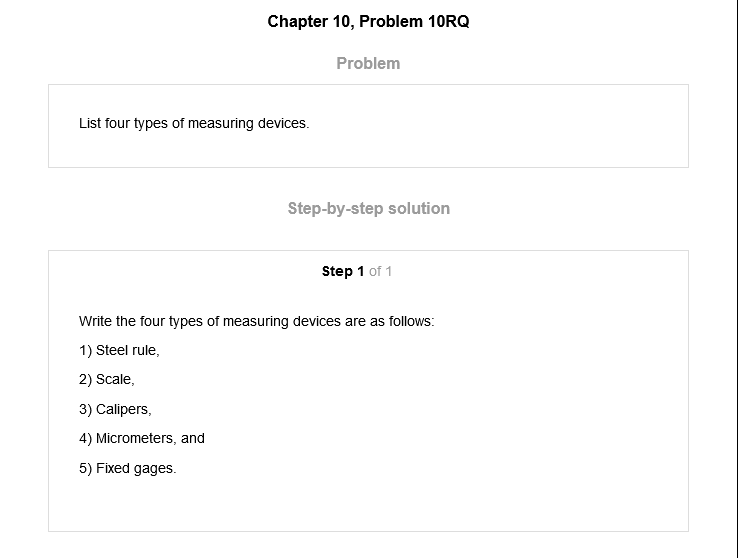 Chapter 10, Problem 10RQ
Problem
List four types of measuring devices.
Step-by-step solution
Step 1 of 1
Write the four types of measuring devices are as follows:
1) Steel rule,
2) Scale,
3) Calipers,
4) Micrometers, and
5) Fixed gages.